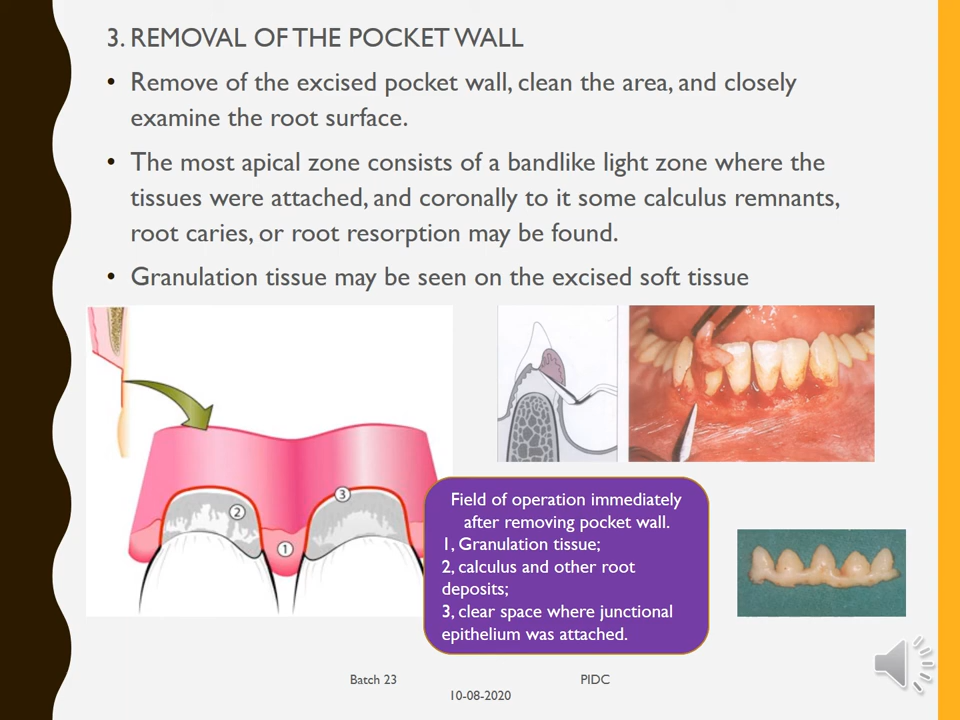 3. REMOVAL OF THE POCKET WALL
• Remove of the excised pocket wall, clean the area, and closely
examine the root surface.
• The most apical zone consists of a bandlike light zone where the
tissues were attached, and coronally to it some calculus remnants,
root caries, or root resorption may be found.
• Granulation tissue may be seen on the excised soft tissue
3
2
1
Field of operation immediately
after removing pocket wall.
1, Granulation tissue;
2, calculus and other root
deposits;
3, clear space where junctional
epithelium was attached.
Batch 23 PIDC
10-08-2020